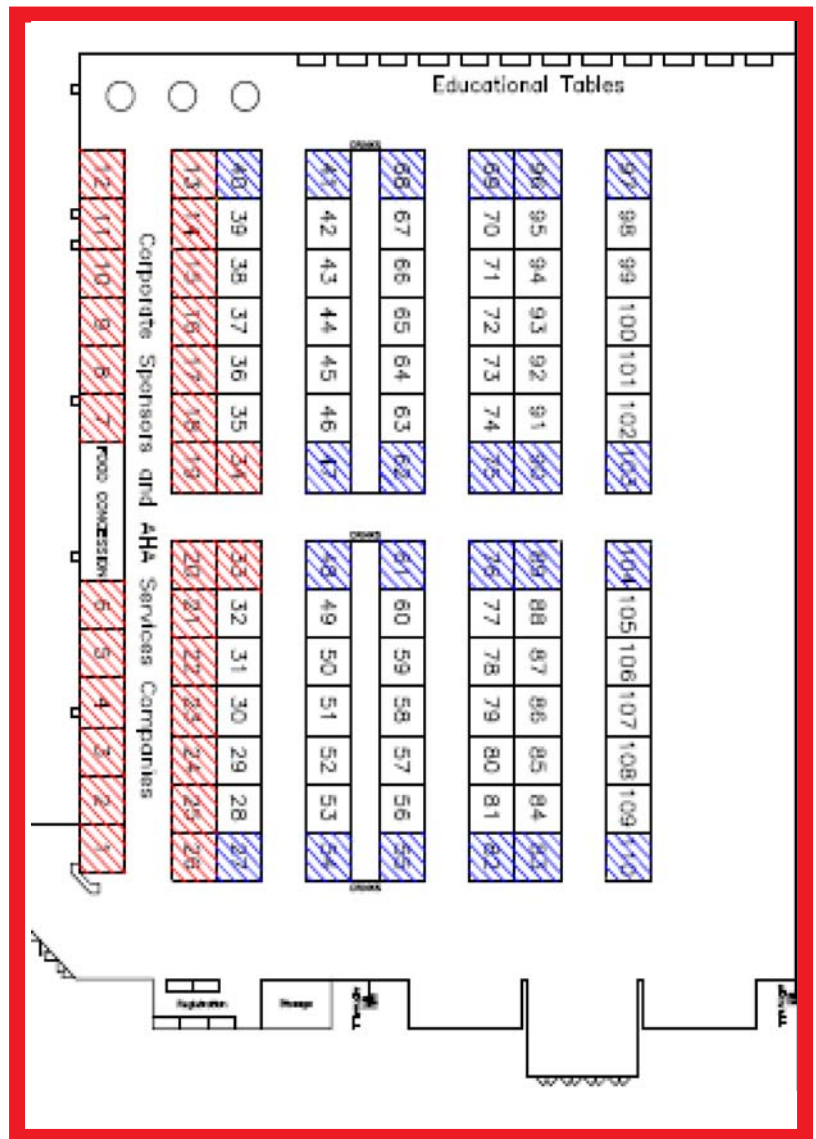 Educational Tables
12 11 10 9 8 7 FOOD CONCESSION 6 5 4 3 2 1
Corporate Sponsors and AHA Services Companies
13 14 15 16 17 18 19 20 21 22 23 24 25 26
40 39 38 37 36 35 34 33 32 31 30 29 28 27
41 42 43 44 45 46 47 48 49 50 51 52 53 54
DRINKS
DRINKS
DRINKS
68 67 66 65 64 63 62 61 60 59 58 57 56 55
69 70 71 72 73 74 75 76 77 78 79 80 81 82
96 95 94 93 92 91 90 89 88 87 86 85 84 83
97 98 99 100 101 102 103 104 105 106 107 108 109 110
Registration
Storage